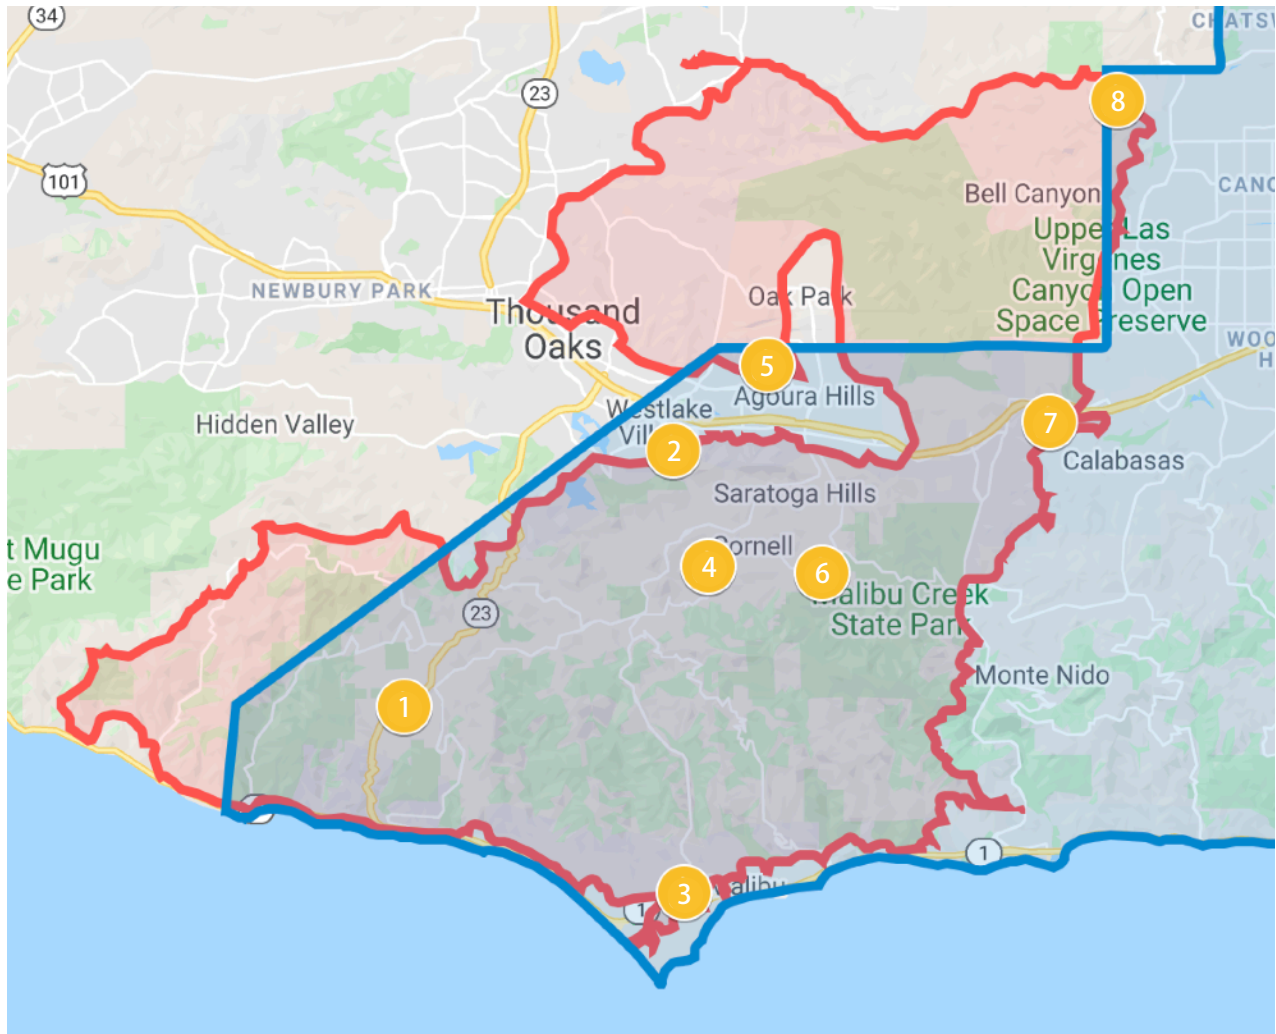 34
CHATSW
23
8
101
Bell Canyon
CANO
Upper Las
Virgenes
Canyon Open
Space Preserve
NEWBURY PARK
Oak Park
Thousand
Oaks
WOO
H
5
Agoura Hills
Westlake
Vill
Hidden Valley
2
7
Calabasas
Saratoga Hills
t Mugu
e Park
Cornell
4
6
Malibu Creek
State Park
23
Monte Nido
1
1
3
Malibu
1